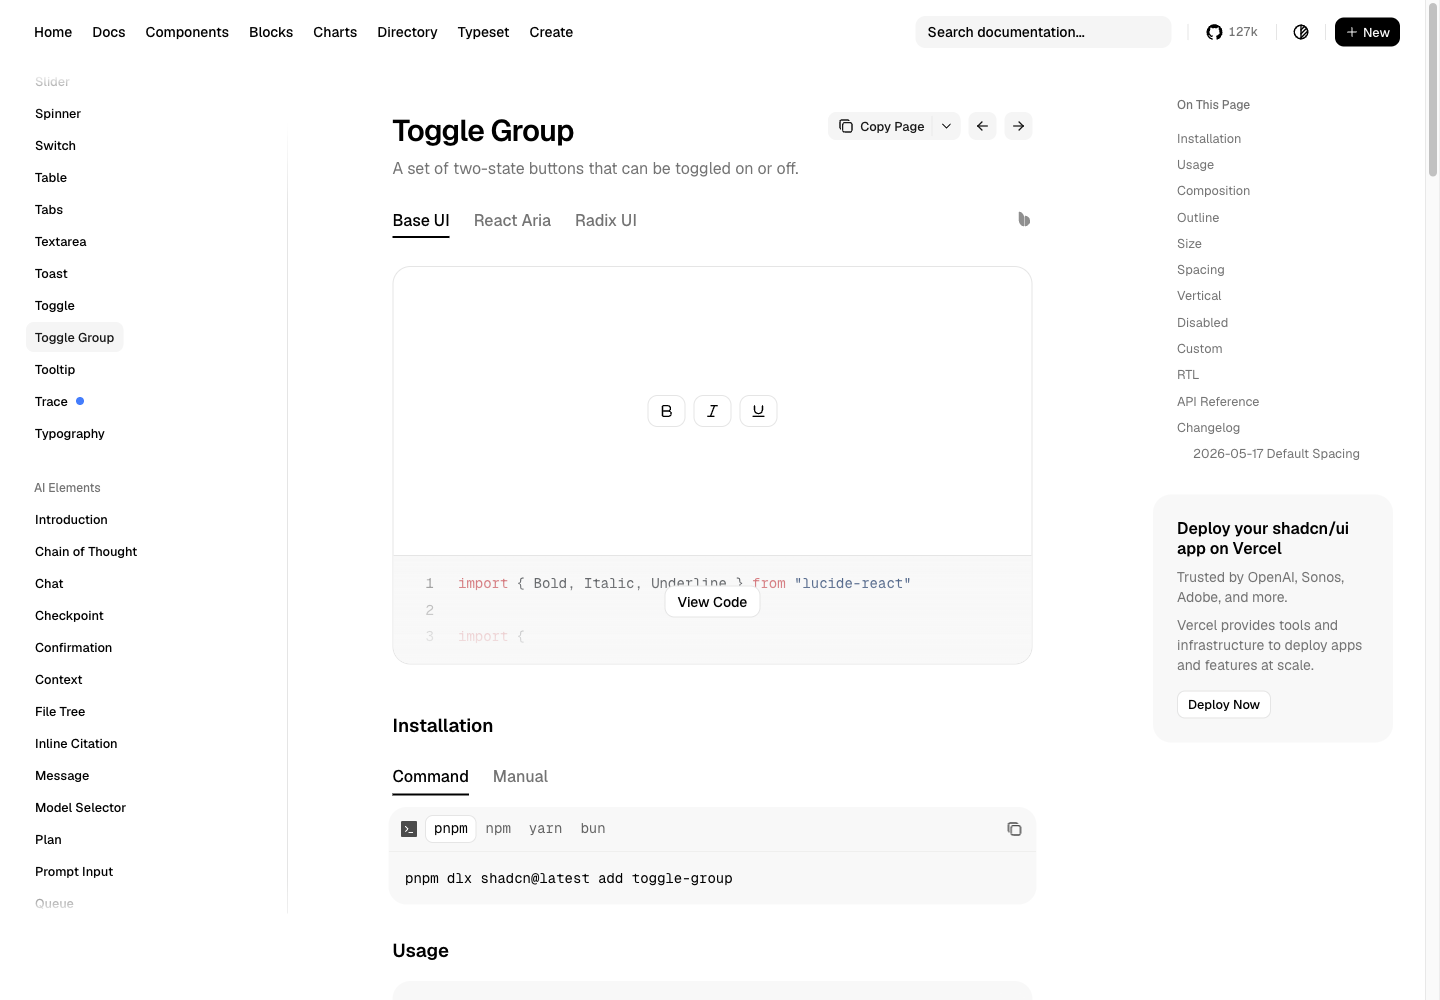 Home Docs Components Blocks Charts Directory Typeset Create
Search documentation...
127k
New
Slider
Spinner
Switch
Table
Tabs
Textarea
Toast
Toggle
Toggle Group
Tooltip
Trace
Typography
AI Elements
Introduction
Chain of Thought
Chat
Checkpoint
Confirmation
Context
File Tree
Inline Citation
Message
Model Selector
Plan
Prompt Input
Queue
Toggle Group
Copy Page
A set of two-state buttons that can be toggled on or off.
Base UI React Aria Radix UI
1 import { Bold, Italic, Underline } from "lucide-react"
2
View Code
3 import {
Installation
Command Manual
pnpm npm yarn bun
pnpm dlx shadcn@latest add toggle-group
Usage
On This Page
Installation
Usage
Composition
Outline
Size
Spacing
Vertical
Disabled
Custom
RTL
API Reference
Changelog
2026-05-17 Default Spacing
Deploy your shadcn/ui
app on Vercel
Trusted by OpenAI, Sonos,
Adobe, and more.
Vercel provides tools and
infrastructure to deploy apps
and features at scale.
Deploy Now